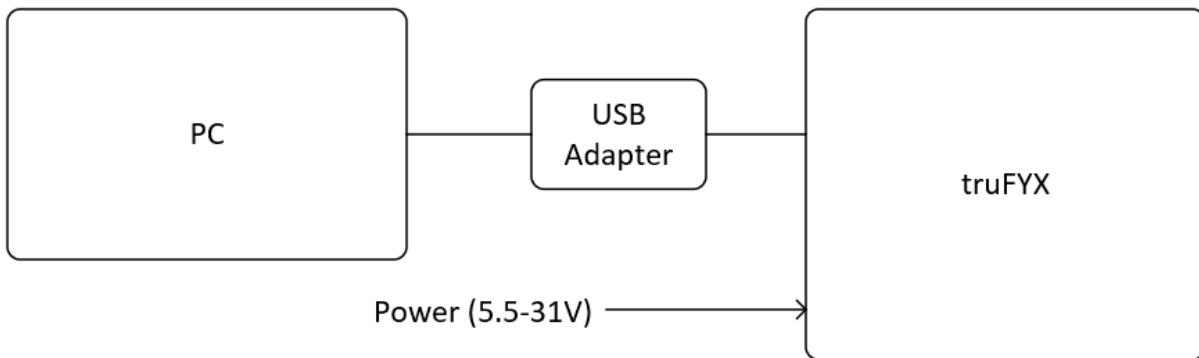 PC
USB
Adapter
truFYX
Power (5.5-31V)